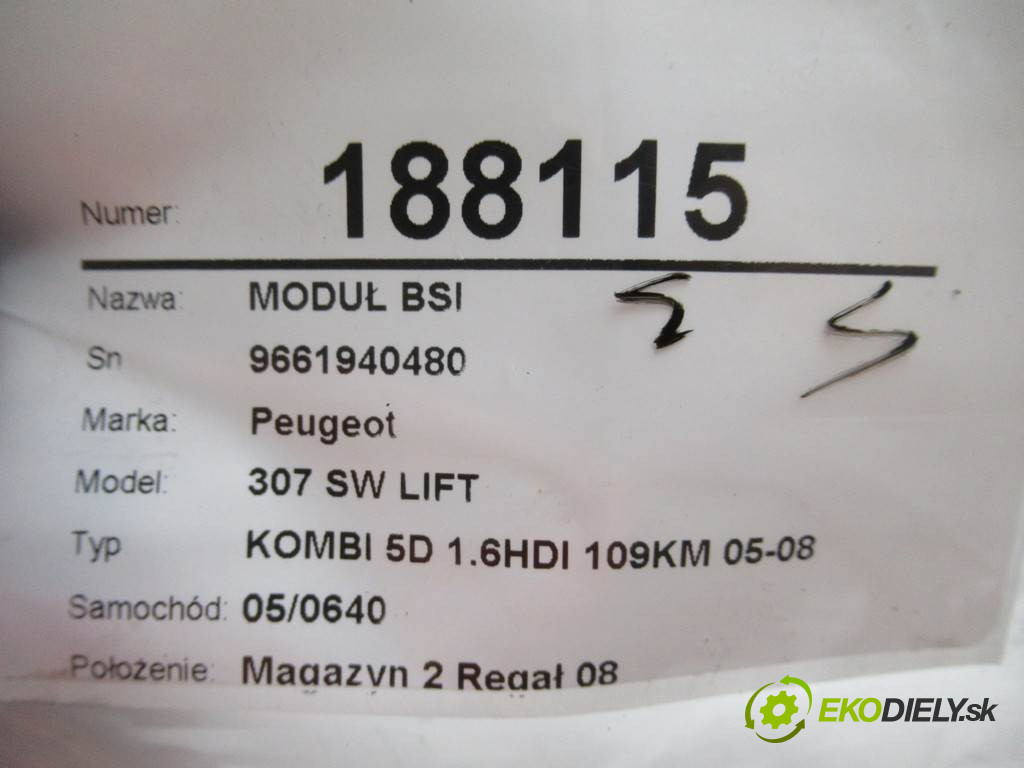 Numer: 188115
Nazwa: MODUŁ BSI
Sn 9661940480
Marka: Peugeot
Model: 307 SW LIFT
Typ KOMBI 5D 1.6HDI 109KM 05-08
Samochód: 05/0640
Położenie: Magazyn 2 Regał 08
EKODIELY.sk